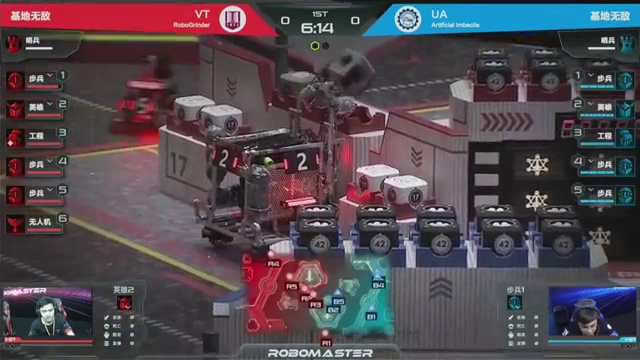 基地无敌
VT
RoboGrinder
0
1ST
6:14
0
UA
Artificial Imbecils
基地无敌
哨兵
哨兵
步兵 1
英雄 2
工程 3
步兵 4
步兵 5
无人机 6
1 步兵
2 英雄
3 工程
4 步兵
5 步兵
17
2
2
17
17
42
42
42
42
42
42
42
英雄2
步兵1
R4
R5
R3
R1
B5
B2
B4
B1
ROBOMASTER